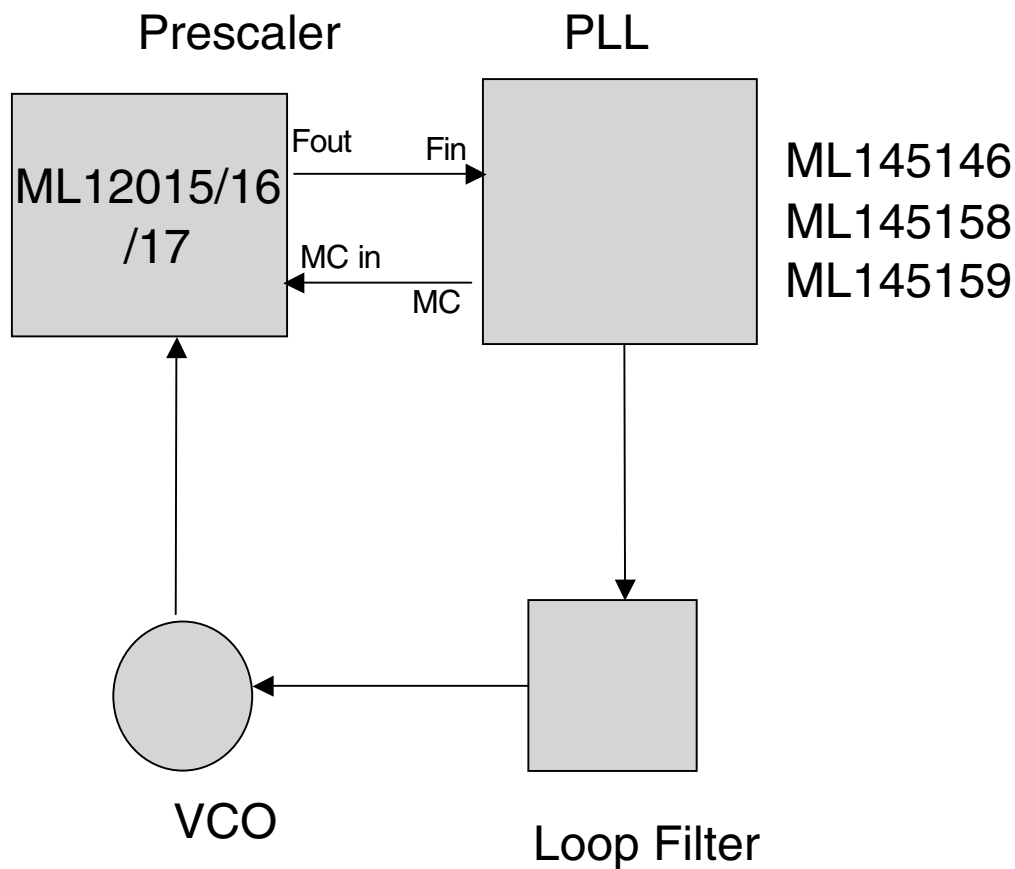 Prescaler
PLL
Fout
Fin
ML12015/16
/17
MC in
MC
ML145146
ML145158
ML145159
VCO
Loop Filter